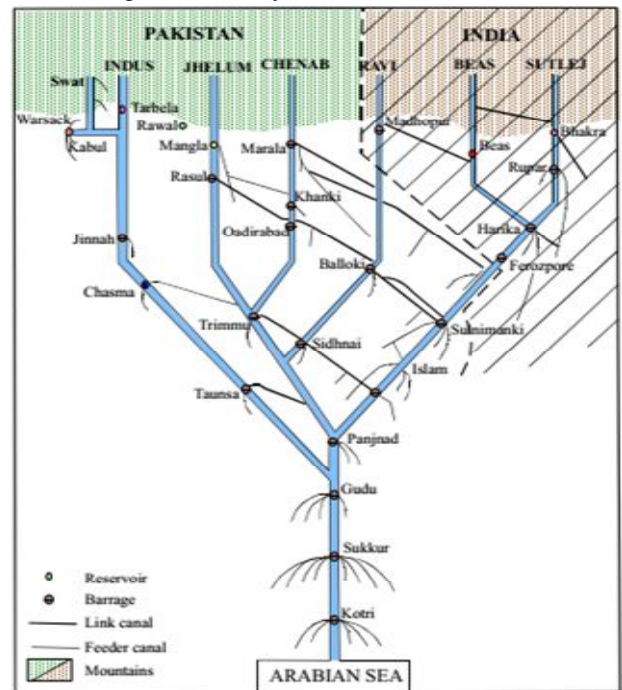 PAKISTAN
INDIA
INDUS
JHELUM
CHENAB
RAVI
BEAS
SUTLEJ
Swat
Tarbela
Warsack
Rawal
Kabul
Mangla
Marala
Madhopur
Beas
Bhakra
Rasul
Rupar
Khanki
Oadirabad
Harika
Jinnah
Balloki
Ferozpore
Chasma
Trimmu
Sulnimanki
Sidhnai
Islam
Taunsa
Panjnad
Gudu
Sukkur
Kotri
Reservoir
Barrage
Link canal
Feeder canal
Mountains
ARABIAN SEA